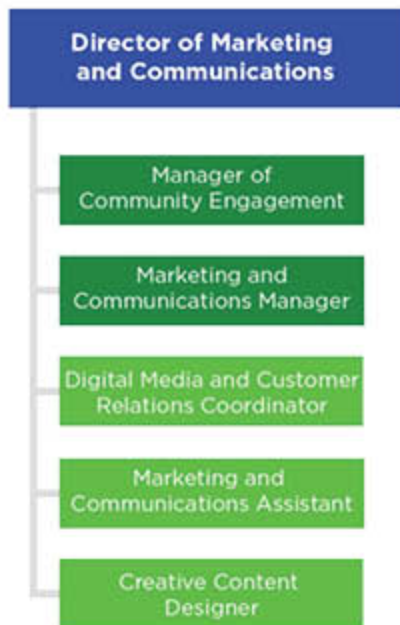 Director of Marketing
and Communications
Manager of
Community Engagement
Marketing and
Communications Manager
Digital Media and Customer
Relations Coordinator
Marketing and
Communications Assistant
Creative Content
Designer